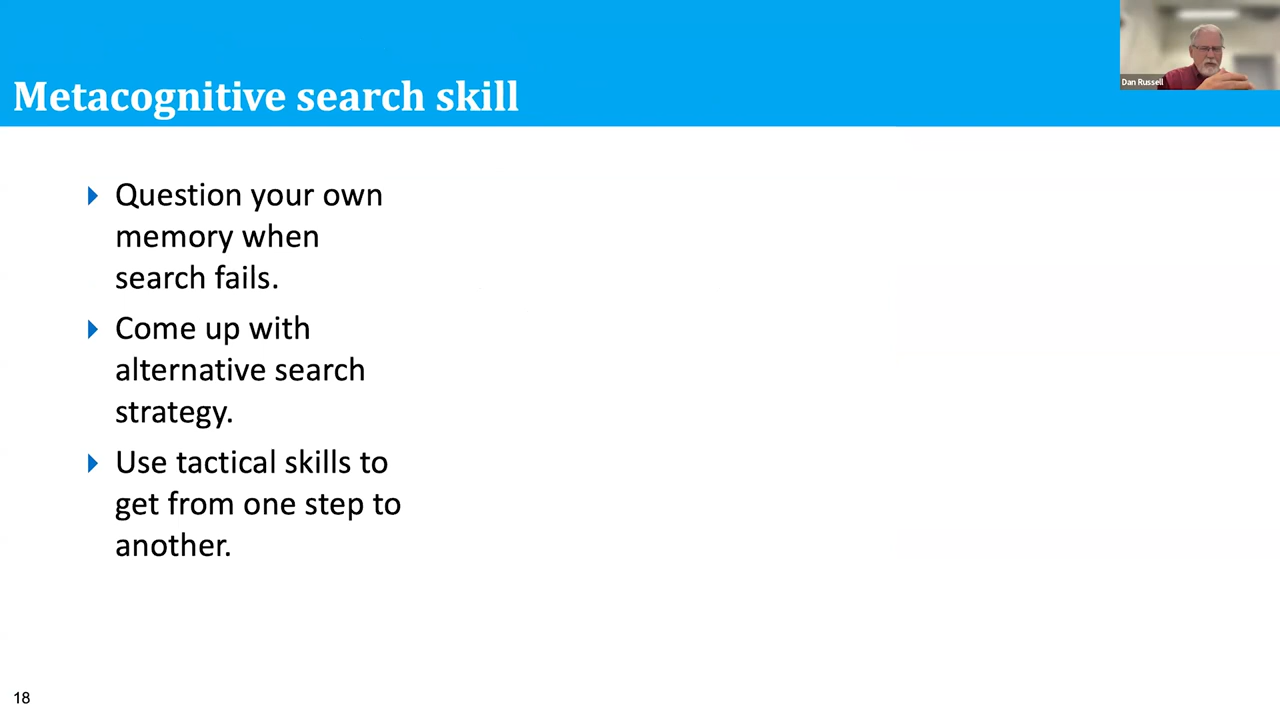 Metacognitive search skill
Dan Russell
Question your own
memory when
search fails.
Come up with
alternative search
strategy.
Use tactical skills to
get from one step to
another.
18